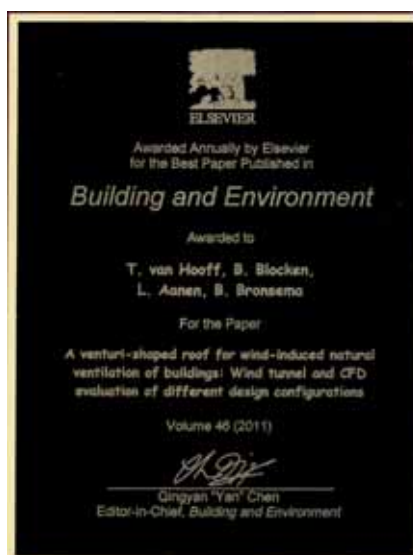 ELSEVIER
Awarded Annually by Elsevier
for the Best Paper Published in
Building and Environment
Awarded to
T. van Hooff, B. Blocken,
L. Aanen, B. Bronsema
For the Paper
A venturi-shaped roof for wind-induced natural
ventilation of buildings: Wind tunnel and CFD
evaluation of different design configurations
Volume 46 (2011)
Qingyan "Yan" Chen
Editor-in-Chief, Building and Environment